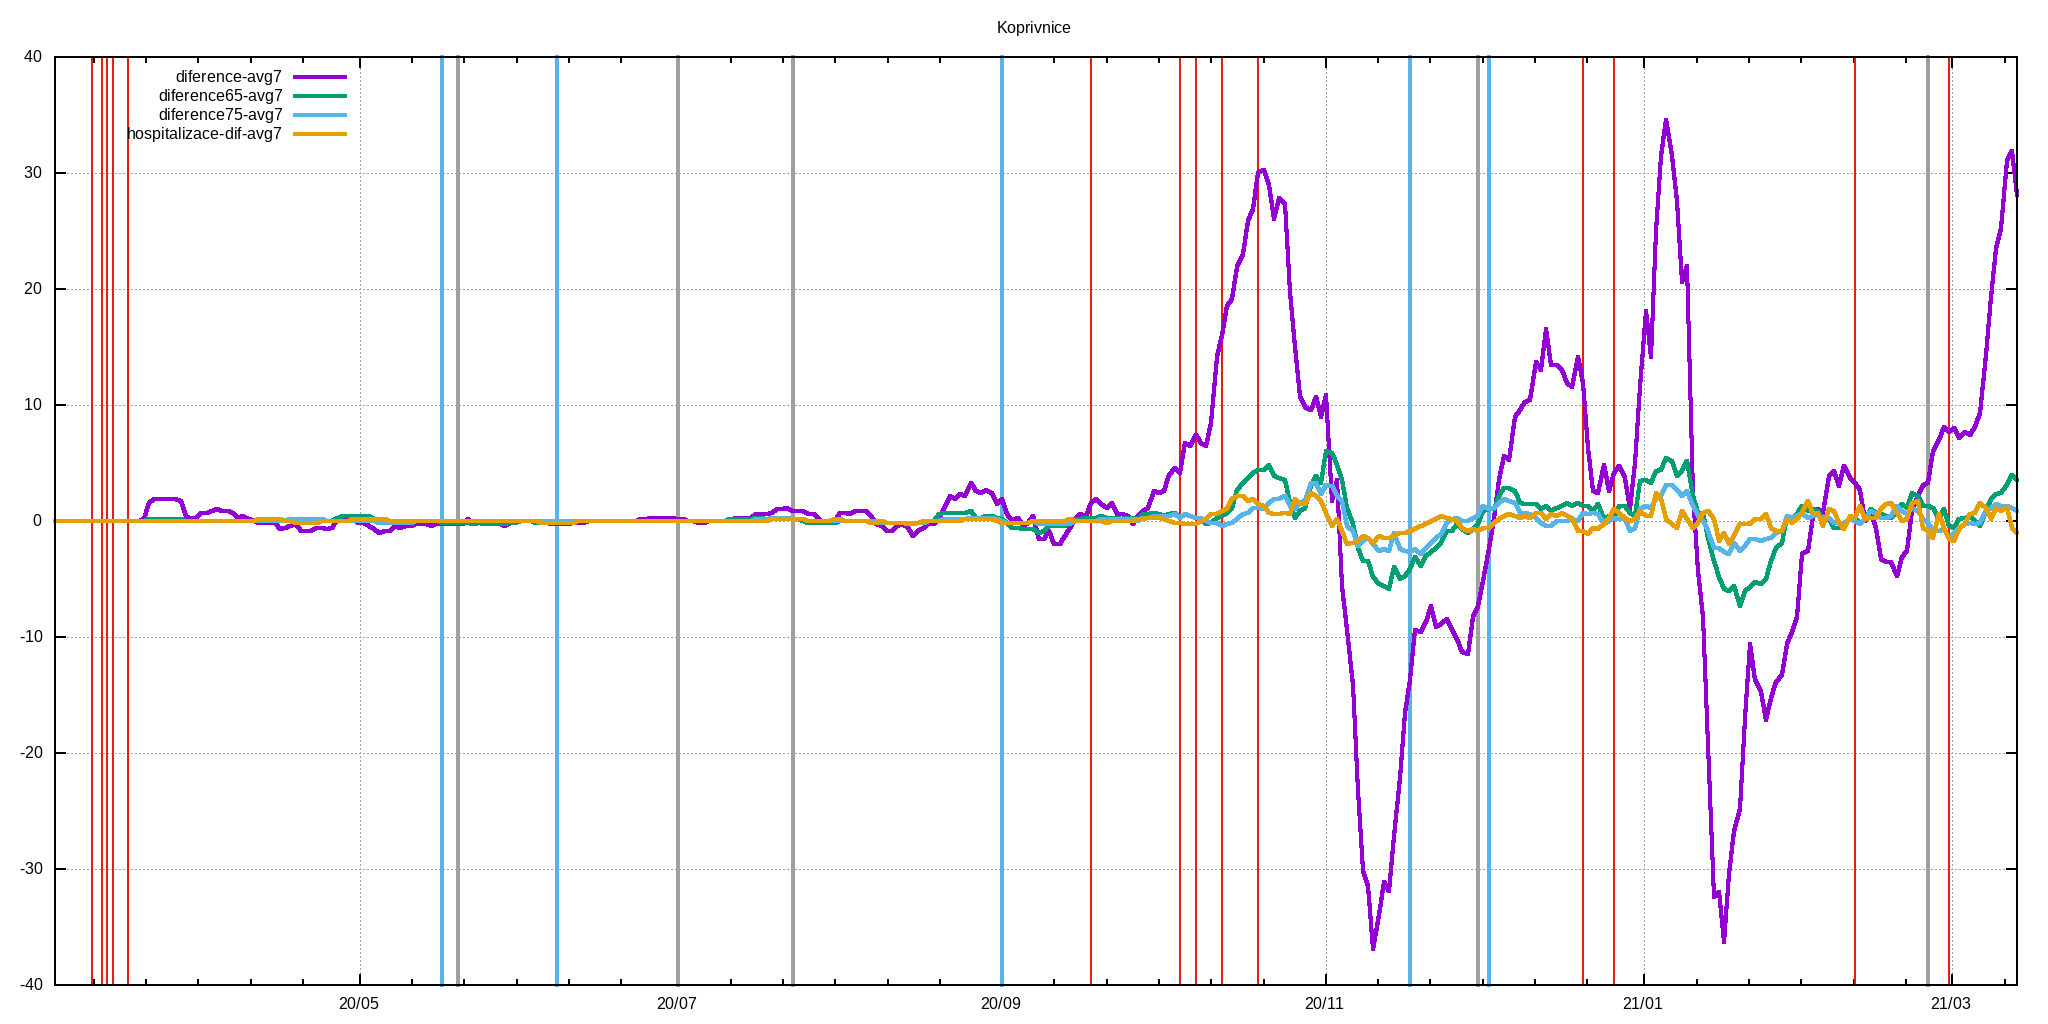 Koprivnice
40
diference-avg7
diference65-avg7
diference75-avg7
hospitalizace-dif-avg7
30
20
10
0
-10
-20
-30
-40
20/05 20/07 20/09 20/11 21/01 21/03